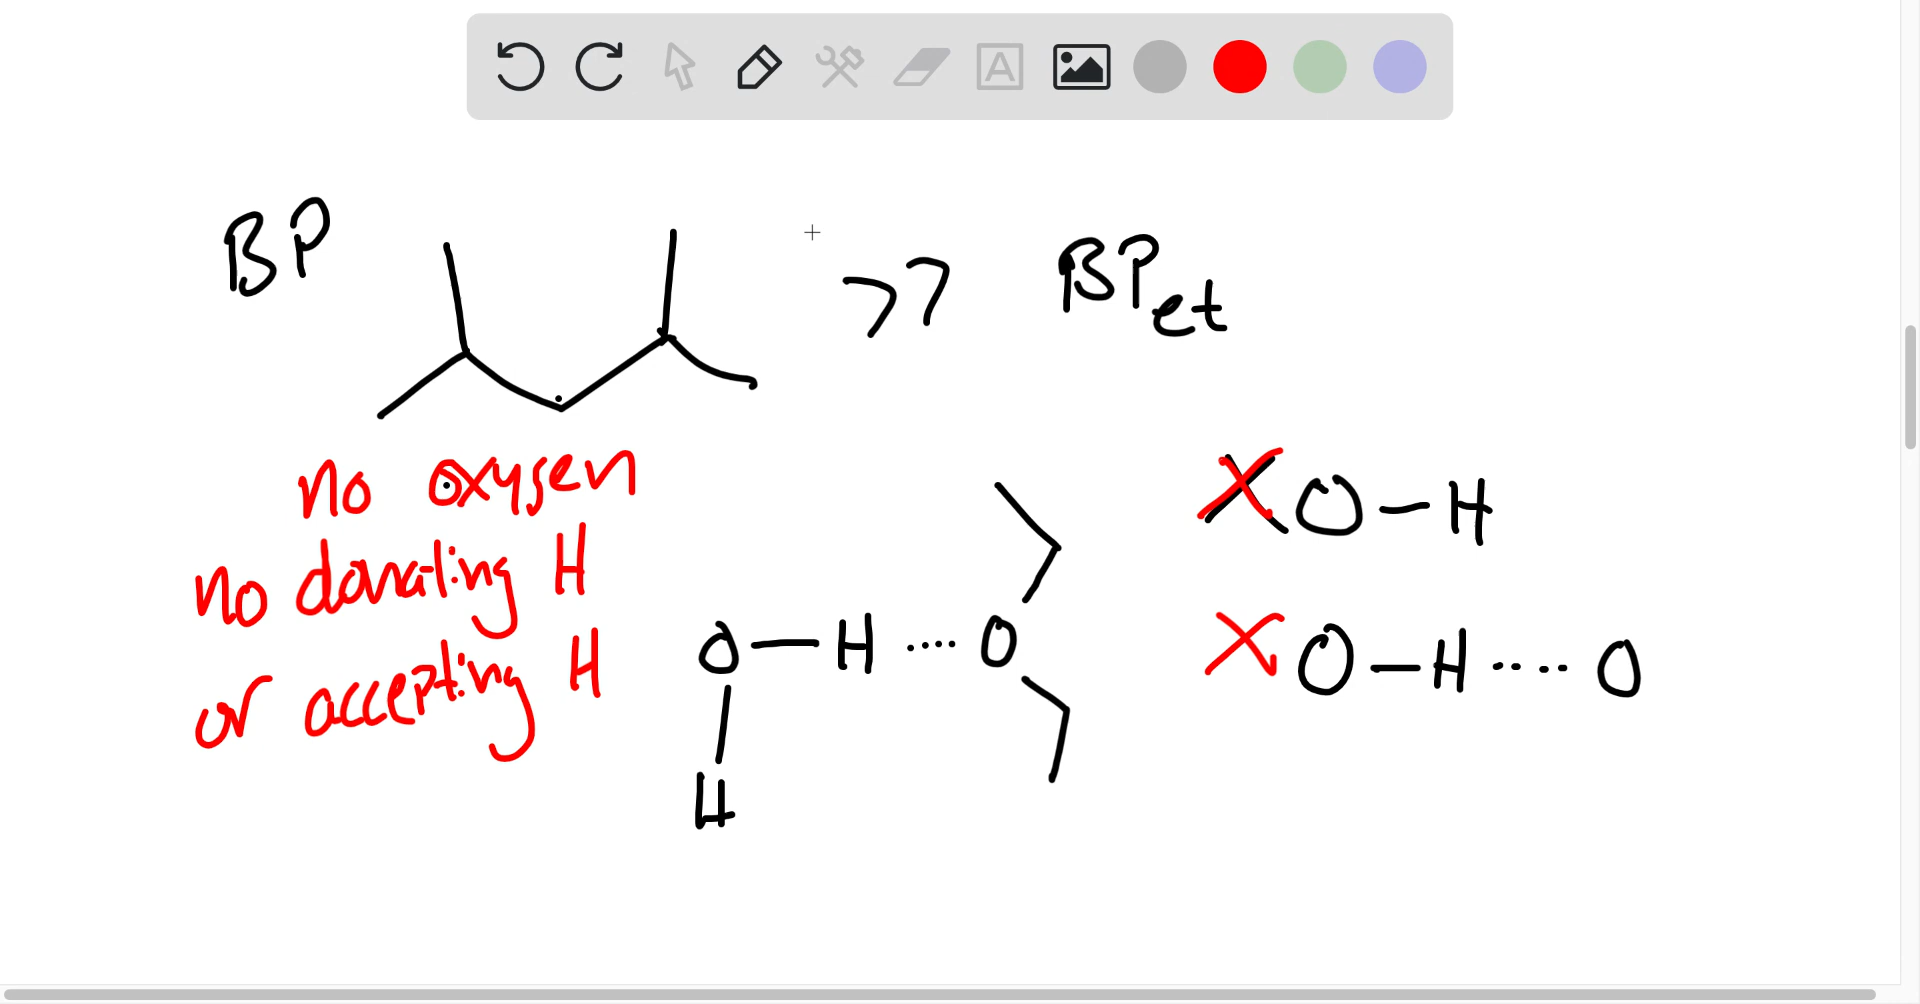 BP >> BPet
no oxygen
no donating H
or accepting H
O-H
O-H....O
H
O-H....O
A